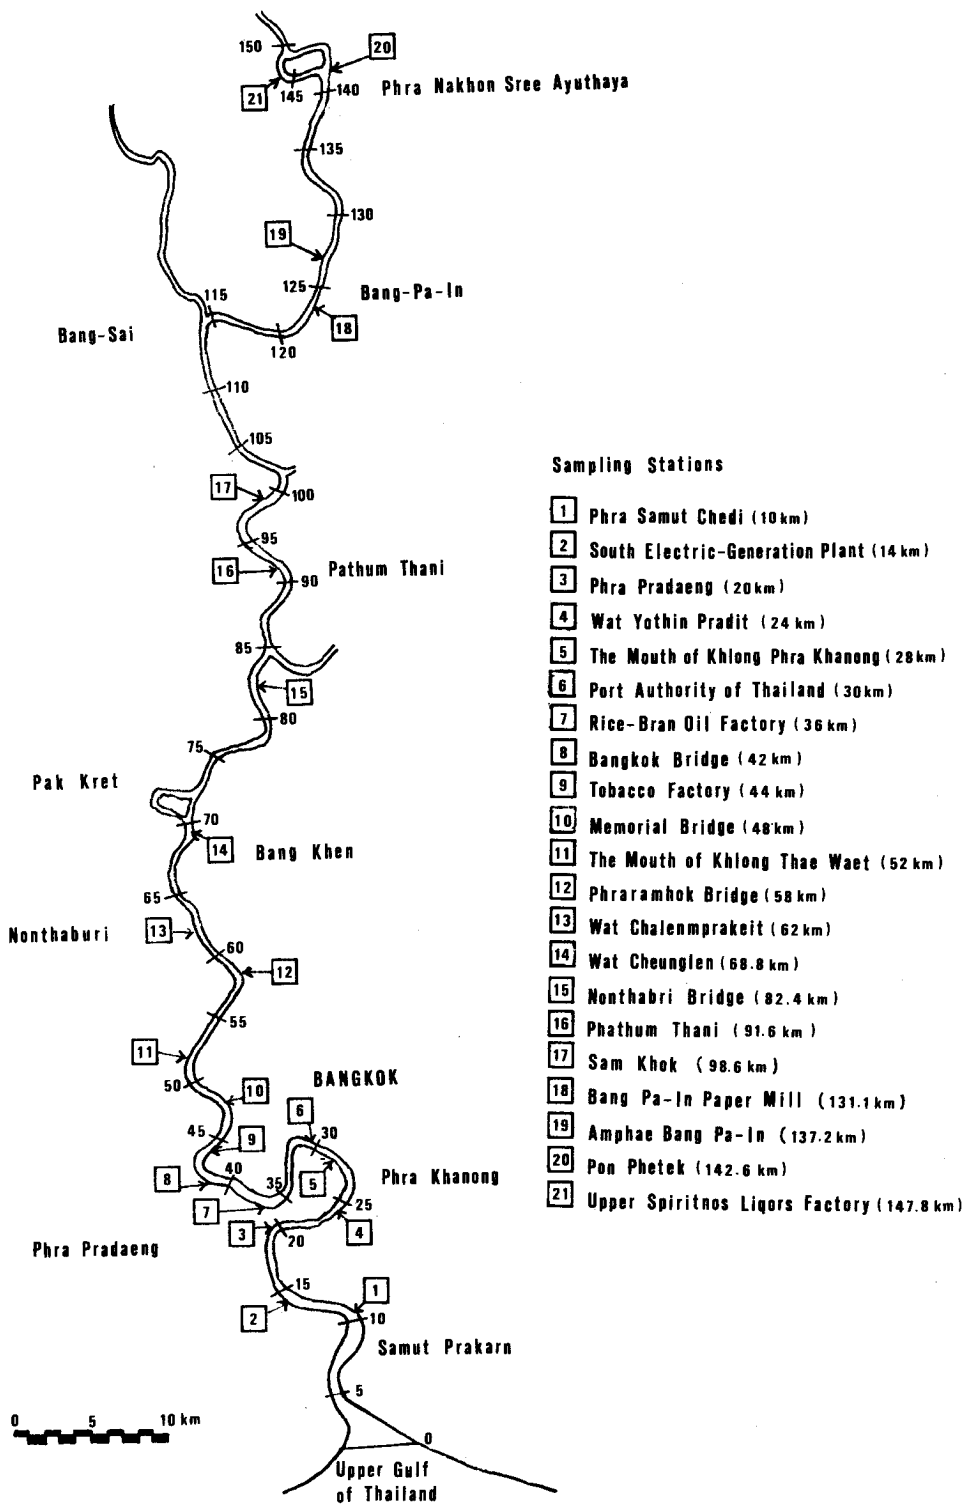 150
20
21
145
140
Phra Nakhon Sree Ayuthaya
135
130
19
125
Bang-Pa-In
115
18
Bang-Sai
120
110
105
17
100
95
16
90
Pathum Thani
85
15
80
75
Pak Kret
70
14
Bang Khen
65
Nonthaburi
13
60
12
55
11
50
BANGKOK
10
45
9
6
30
8
40
5
Phra Khanong
35
7
25
3
4
20
Phra Pradaeng
15
1
2
10
Samut Prakarn
5
0 5 10 km
0
Upper Gulf
of Thailand
Sampling Stations
1 Phra Samut Chedi (10 km)
2 South Electric-Generation Plant (14 km)
3 Phra Pradaeng (20 km)
4 Wat Yothin Pradit (24 km)
5 The Mouth of Khlong Phra Khanong (28 km)
6 Port Authority of Thailand (30 km)
7 Rice-Bran Oil Factory (36 km)
8 Bangkok Bridge (42 km)
9 Tobacco Factory (44 km)
10 Memorial Bridge (48 km)
11 The Mouth of Khlong Thae Waet (52 km)
12 Phraramhok Bridge (58 km)
13 Wat Chalenmprakeit (62 km)
14 Wat Cheunglen (68.8 km)
15 Nonthabri Bridge (82.4 km)
16 Phathum Thani (91.6 km)
17 Sam Khok (98.6 km)
18 Bang Pa-In Paper Mill (131.1 km)
19 Amphae Bang Pa-In (137.2 km)
20 Pon Phetek (142.6 km)
21 Upper Spiritnos Liqors Factory (147.8 km)